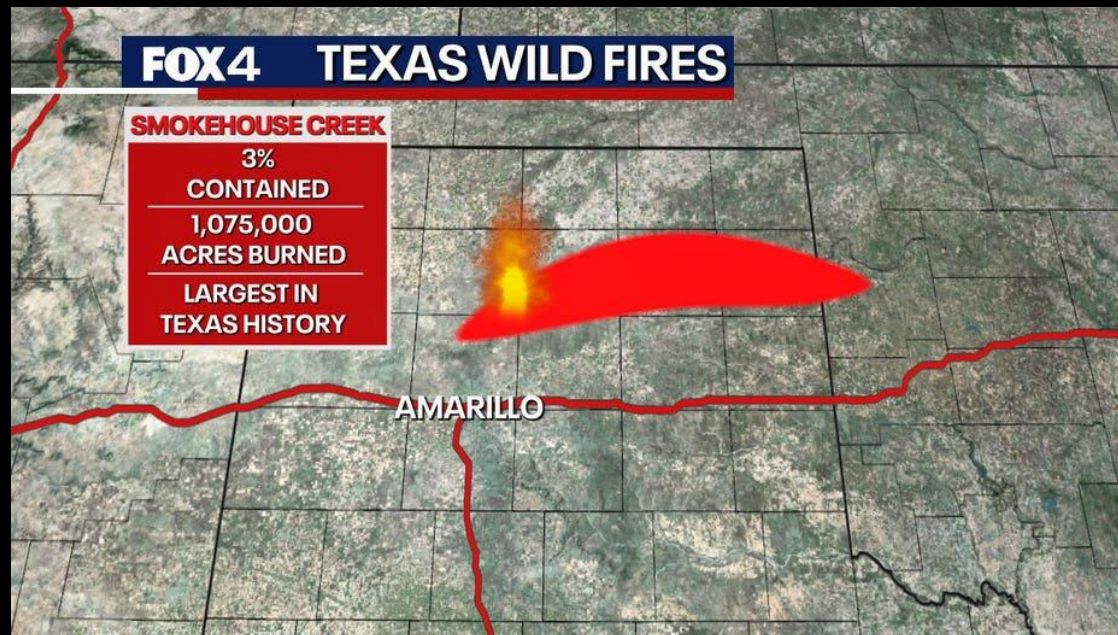 FOX4 TEXAS WILD FIRES
SMOKEHOUSE CREEK
3%
CONTAINED
1,075,000
ACRES BURNED
LARGEST IN
TEXAS HISTORY
AMARILLO